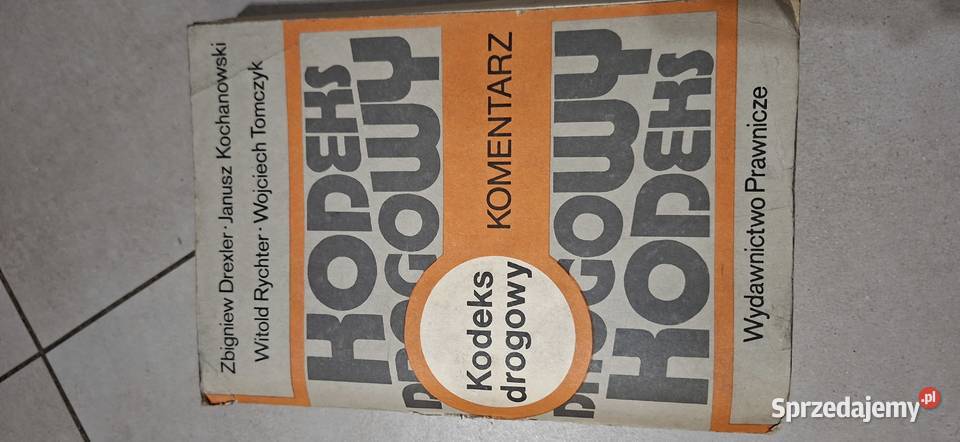 Zbigniew Drexler · Janusz Kochanowski
Witold Rychter · Wojciech Tomczyk
KODEKS
DROGOWY
Kodeks
drogowy
KOMENTARZ
DROGOWY
KODEKS
Wydawnictwo Prawnicze
Sprzedajemy.pl